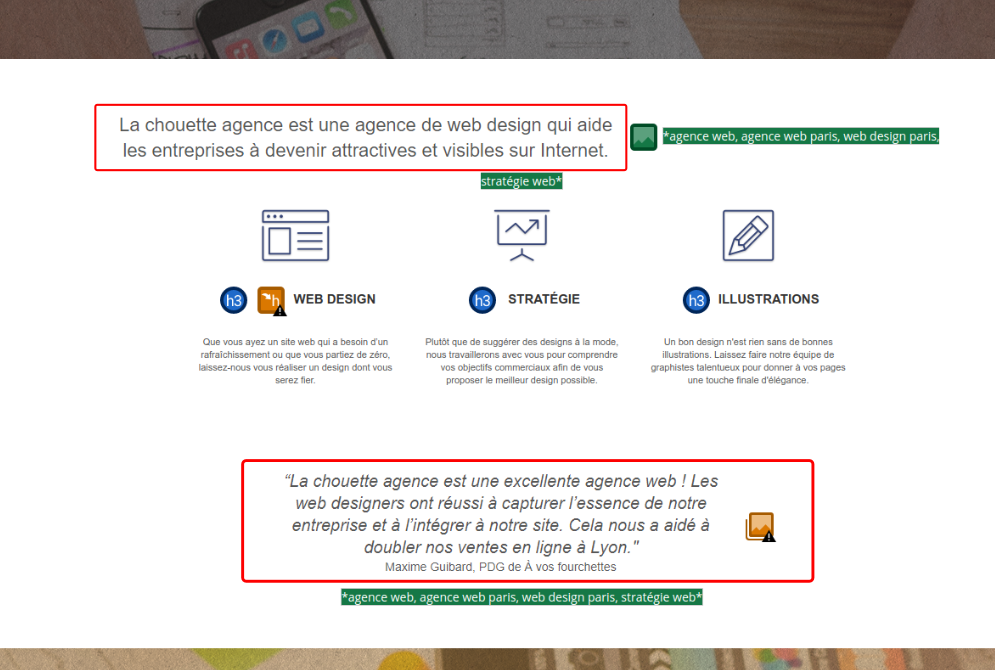 La chouette agence est une agence de web design qui aide
les entreprises à devenir attractives et visibles sur Internet.
*agence web, agence web paris, web design paris,
stratégie web*
h3 h WEB DESIGN
h3 STRATÉGIE
h3 ILLUSTRATIONS
Que vous ayez un site web qui a besoin d'un
rafraîchissement ou que vous partiez de zéro,
laissez-nous vous réaliser un design dont vous
serez fier.
Plutôt que de suggérer des designs à la mode,
nous travaillerons avec vous pour comprendre
vos objectifs commerciaux afin de vous
proposer le meilleur design possible.
Un bon design n'est rien sans de bonnes
illustrations. Laissez faire notre équipe de
graphistes talentueux pour donner à vos pages
une touche finale d'élégance.
“La chouette agence est une excellente agence web ! Les
web designers ont réussi à capturer l’essence de notre
entreprise et à l’intégrer à notre site. Cela nous a aidé à
doubler nos ventes en ligne à Lyon."
Maxime Guibard, PDG de À vos fourchettes
*agence web, agence web paris, web design paris, stratégie web*